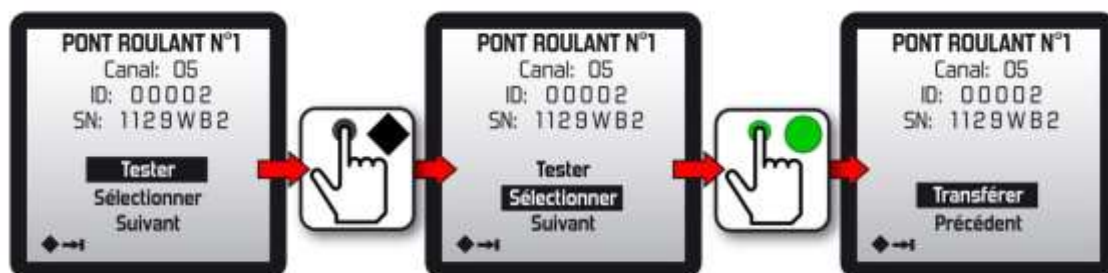 PONT ROULANT N°1
Canal: 05
ID: 00002
SN: 1129WB2
Tester
Sélectionner
Suivant
PONT ROULANT N°1
Canal: 05
ID: 00002
SN: 1129WB2
Tester
Sélectionner
Suivant
PONT ROULANT N°1
Canal: 05
ID: 00002
SN: 1129WB2
Transférer
Précédent